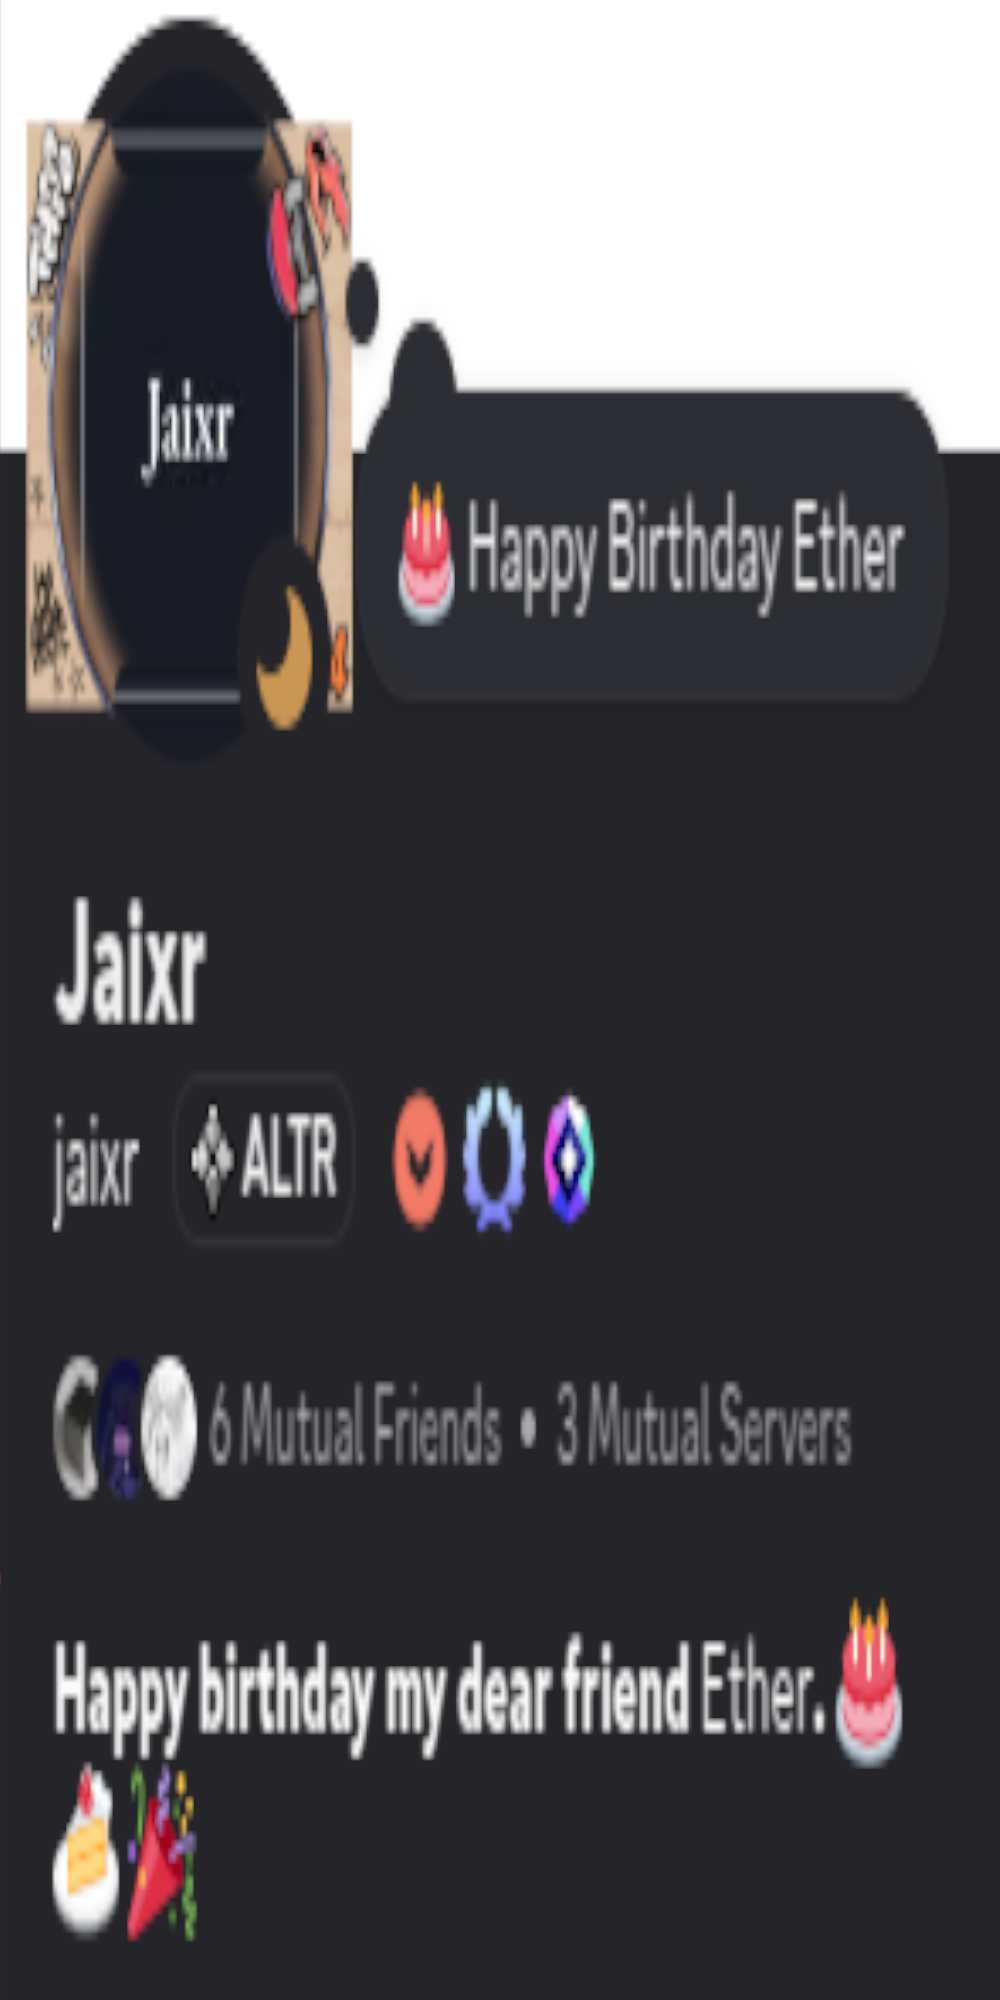 Jaixr
🎂 Happy Birthday Ether
Jaixr
jaixr ALTR
6 Mutual Friends • 3 Mutual Servers
Happy birthday my dear friend Ether. 🎂
🍰 🎉